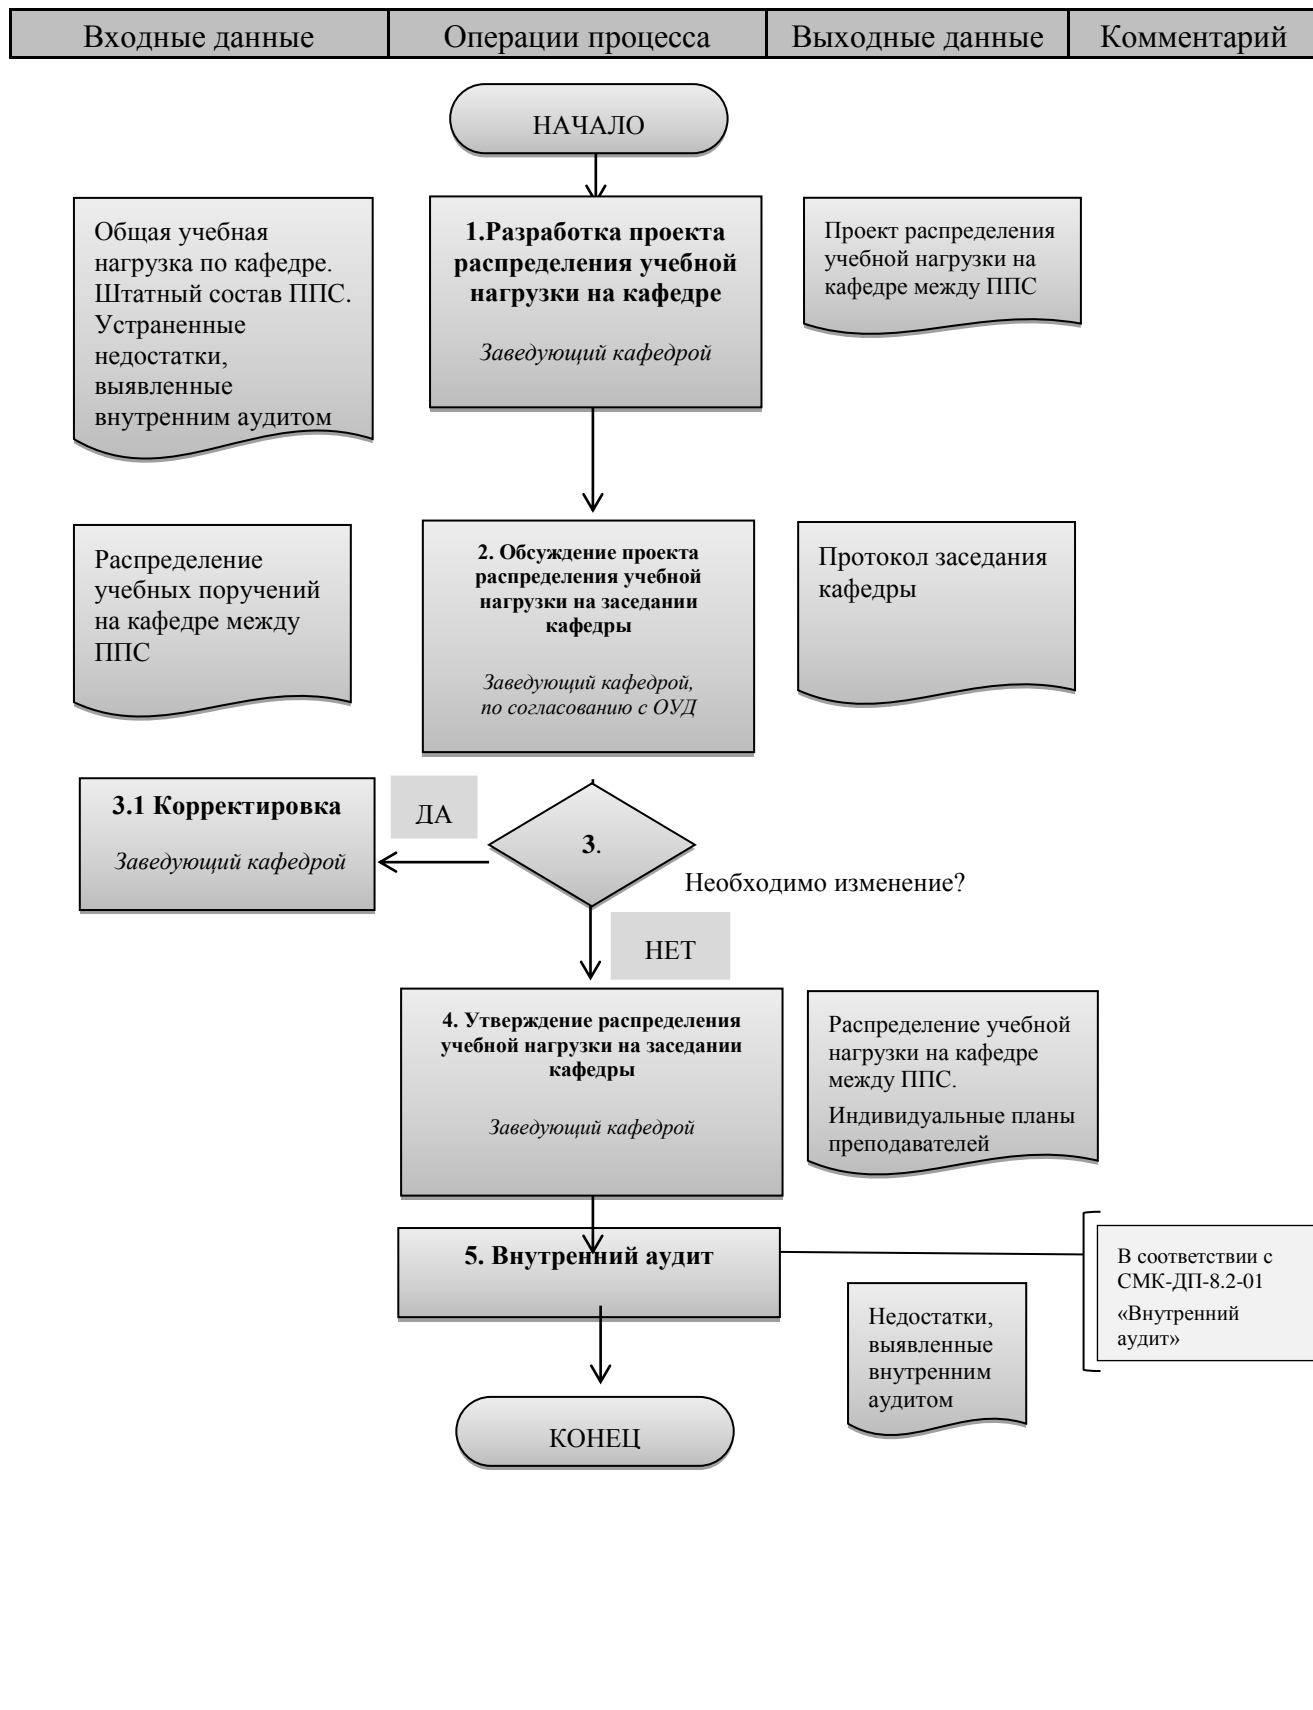 Входные данные
Операции процесса
Выходные данные
Комментарий
НАЧАЛО
Общая учебная
нагрузка по кафедре.
Штатный состав ППС.
Устраненные
недостатки,
выявленные
внутренним аудитом
1.Разработка проекта
распределения учебной
нагрузки на кафедре
Заведующий кафедрой
Проект распределения
учебной нагрузки на
кафедре между ППС
Распределение
учебных поручений
на кафедре между
ППС
2. Обсуждение проекта
распределения учебной
нагрузки на заседании
кафедры
Заведующий кафедрой,
по согласованию с ОУД
Протокол заседания
кафедры
3.1 Корректировка
Заведующий кафедрой
ДА
3.
Необходимо изменение?
НЕТ
4. Утверждение распределения
учебной нагрузки на заседании
кафедры
Заведующий кафедрой
Распределение учебной
нагрузки на кафедре
между ППС.
Индивидуальные планы
преподавателей
5. Внутренний аудит
В соответствии с
СМК-ДП-8.2-01
«Внутренний
аудит»
Недостатки,
выявленные
внутренним
аудитом
КОНЕЦ